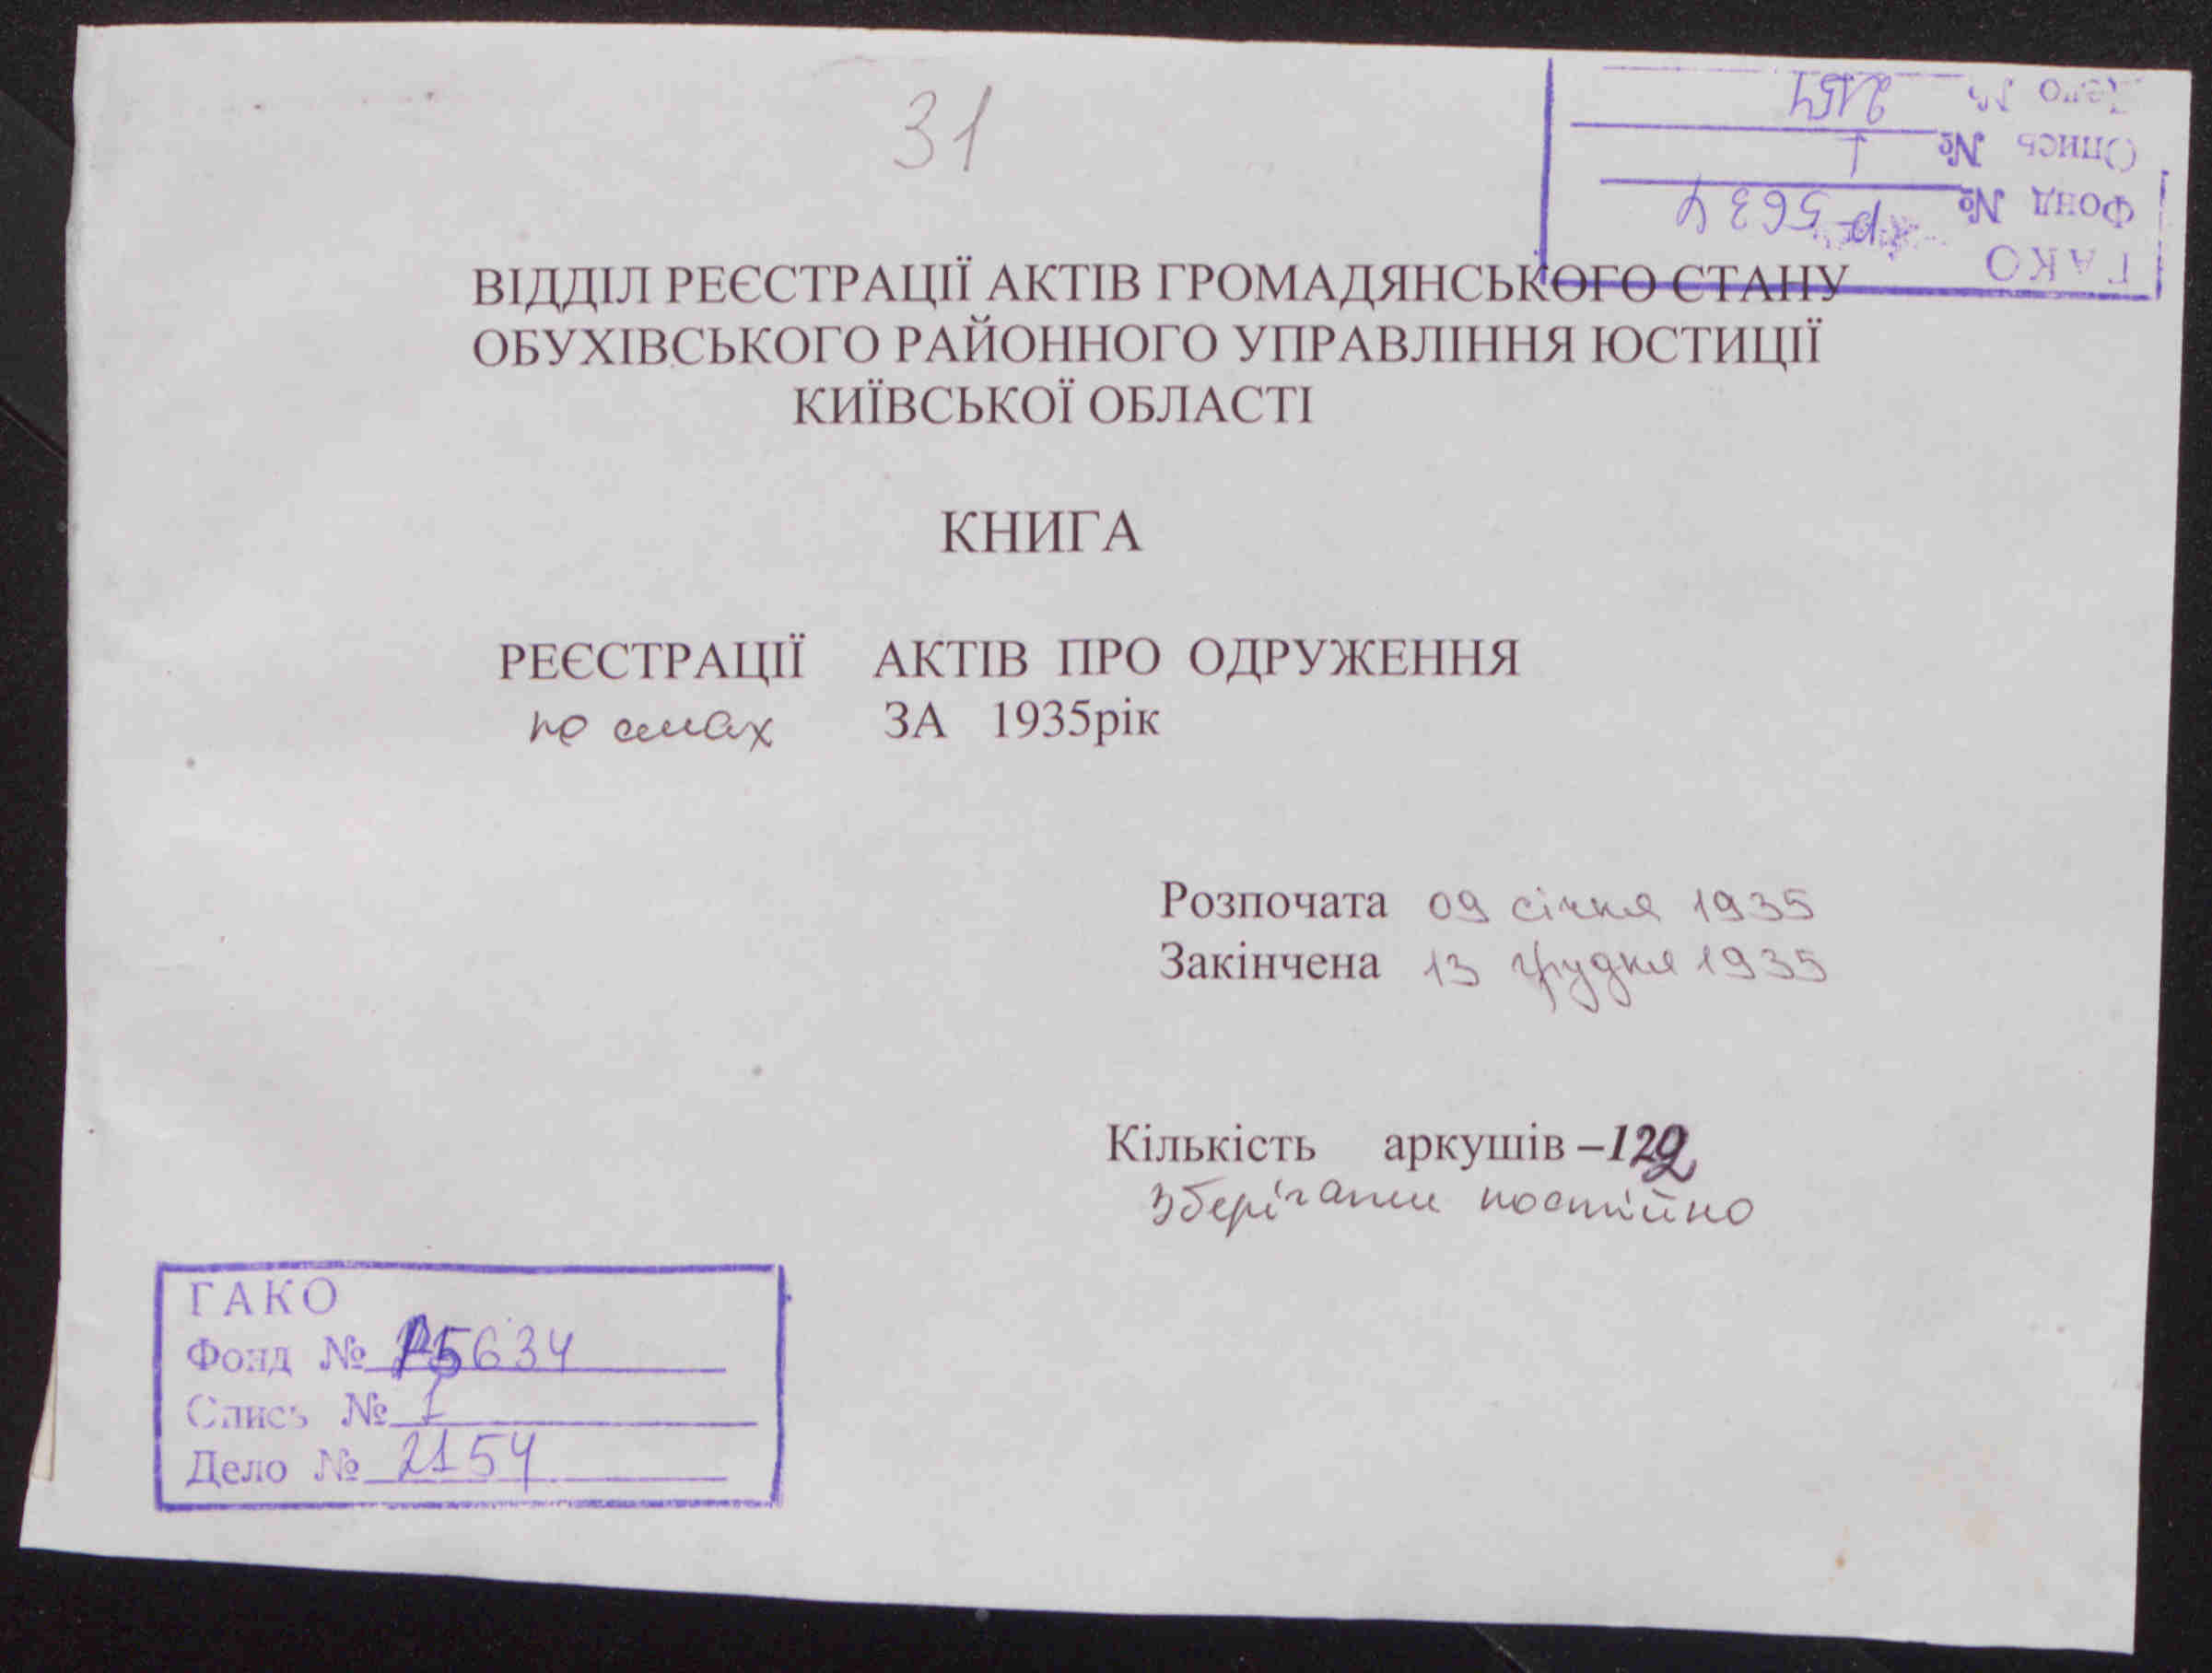 31
ГАКО
Фонд № Р-5634
Опись № 1
Дело № 2154
ВІДДІЛ РЕЄСТРАЦІЇ АКТІВ ГРОМАДЯНСЬКОГО СТАНУ
ОБУХІВСЬКОГО РАЙОННОГО УПРАВЛІННЯ ЮСТИЦІЇ
КИЇВСЬКОЇ ОБЛАСТІ
КНИГА
РЕЄСТРАЦІЇ АКТІВ ПРО ОДРУЖЕННЯ
по селах ЗА 1935рік
Розпочата 09 січня 1935
Закінчена 13 грудня 1935
Кількість аркушів –122
Зберігати постійно
ГАКО
Фонд № Р5634
Опись № 1
Дело № 2154